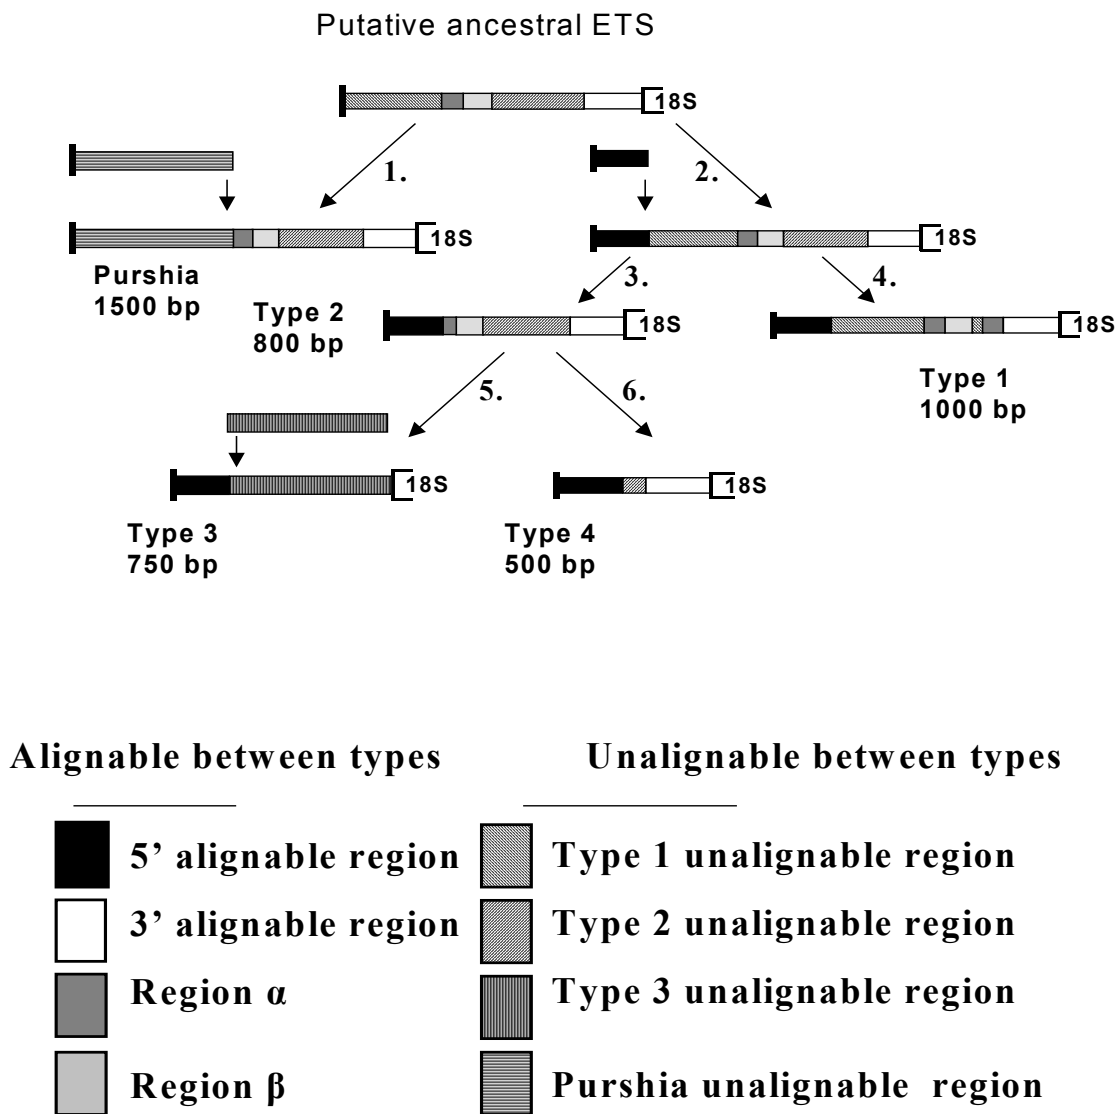 Putative ancestral ETS
18S
1.
2.
18S
18S
Purshia
1500 bp
3.
4.
Type 2
800 bp
18S
18S
Type 1
1000 bp
5.
6.
18S
18S
Type 3
750 bp
Type 4
500 bp
Alignable between types
Unalignable between types
5’ alignable region
Type 1 unalignable region
3’ alignable region
Type 2 unalignable region
Region α
Type 3 unalignable region
Region β
Purshia unalignable region